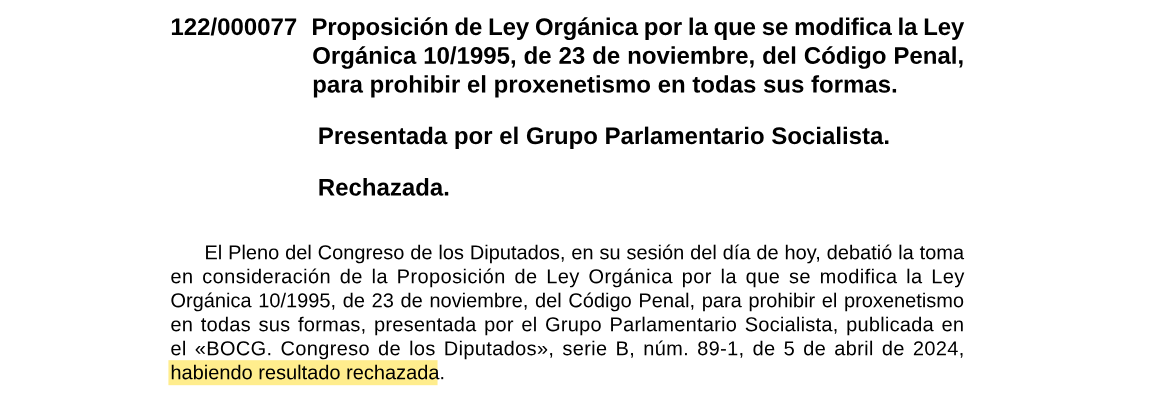 122/000077 Proposición de Ley Orgánica por la que se modifica la Ley
Orgánica 10/1995, de 23 de noviembre, del Código Penal,
para prohibir el proxenetismo en todas sus formas.
Presentada por el Grupo Parlamentario Socialista.
Rechazada.
El Pleno del Congreso de los Diputados, en su sesión del día de hoy, debatió la toma
en consideración de la Proposición de Ley Orgánica por la que se modifica la Ley
Orgánica 10/1995, de 23 de noviembre, del Código Penal, para prohibir el proxenetismo
en todas sus formas, presentada por el Grupo Parlamentario Socialista, publicada en
el «BOCG. Congreso de los Diputados», serie B, núm. 89-1, de 5 de abril de 2024,
habiendo resultado rechazada.